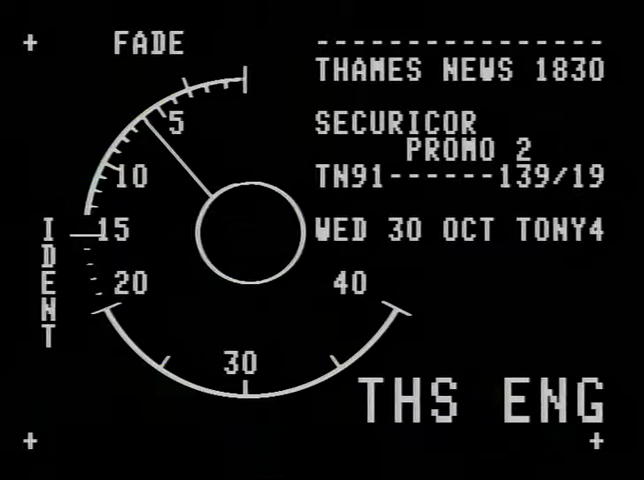 FADE
----------------
THAMES NEWS 1830
SECURICOR
PROMO 2
TN91------139/19
WED 30 OCT TONY4
5
10
15
20
30
40
IDENT
THS ENG